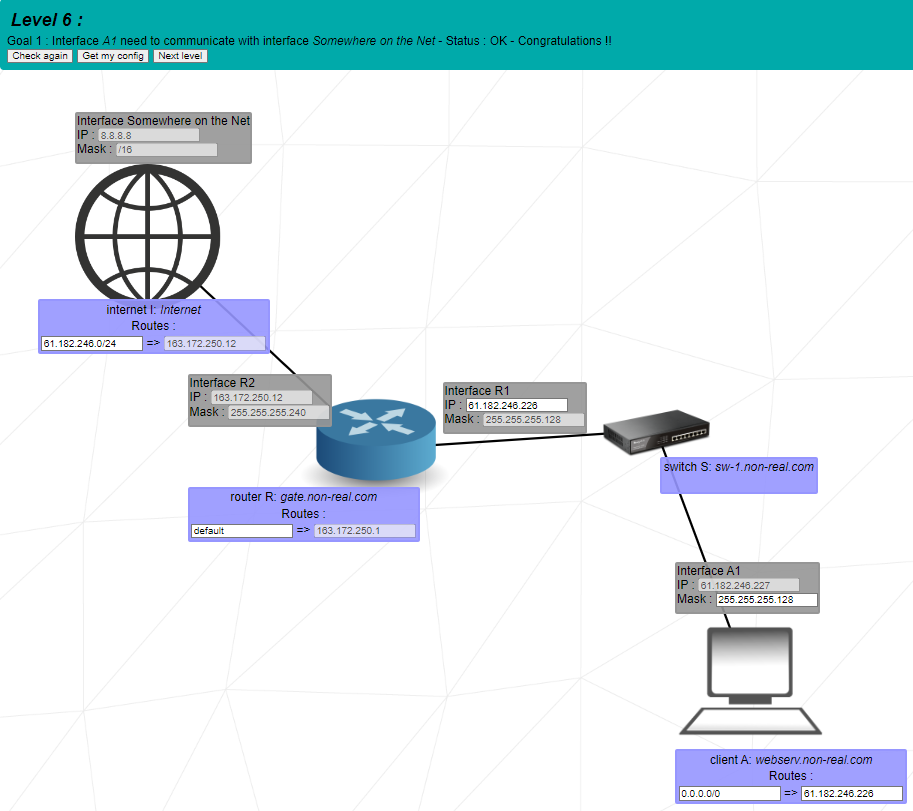 Level 6 :
Goal 1 : Interface A1 need to communicate with interface Somewhere on the Net - Status : OK - Congratulations !!
Check again Get my config Next level
Interface Somewhere on the Net
IP : 8.8.8.8
Mask : /16
internet I: Internet
Routes :
61.182.246.0/24 => 163.172.250.12
Interface R2
IP : 163.172.250.12
Mask : 255.255.255.240
Interface R1
IP : 61.182.246.226
Mask : 255.255.255.128
switch S: sw-1.non-real.com
router R: gate.non-real.com
Routes :
default => 163.172.250.1
Interface A1
IP : 61.182.246.227
Mask : 255.255.255.128
client A: webserv.non-real.com
Routes :
0.0.0.0/0 => 61.182.246.226